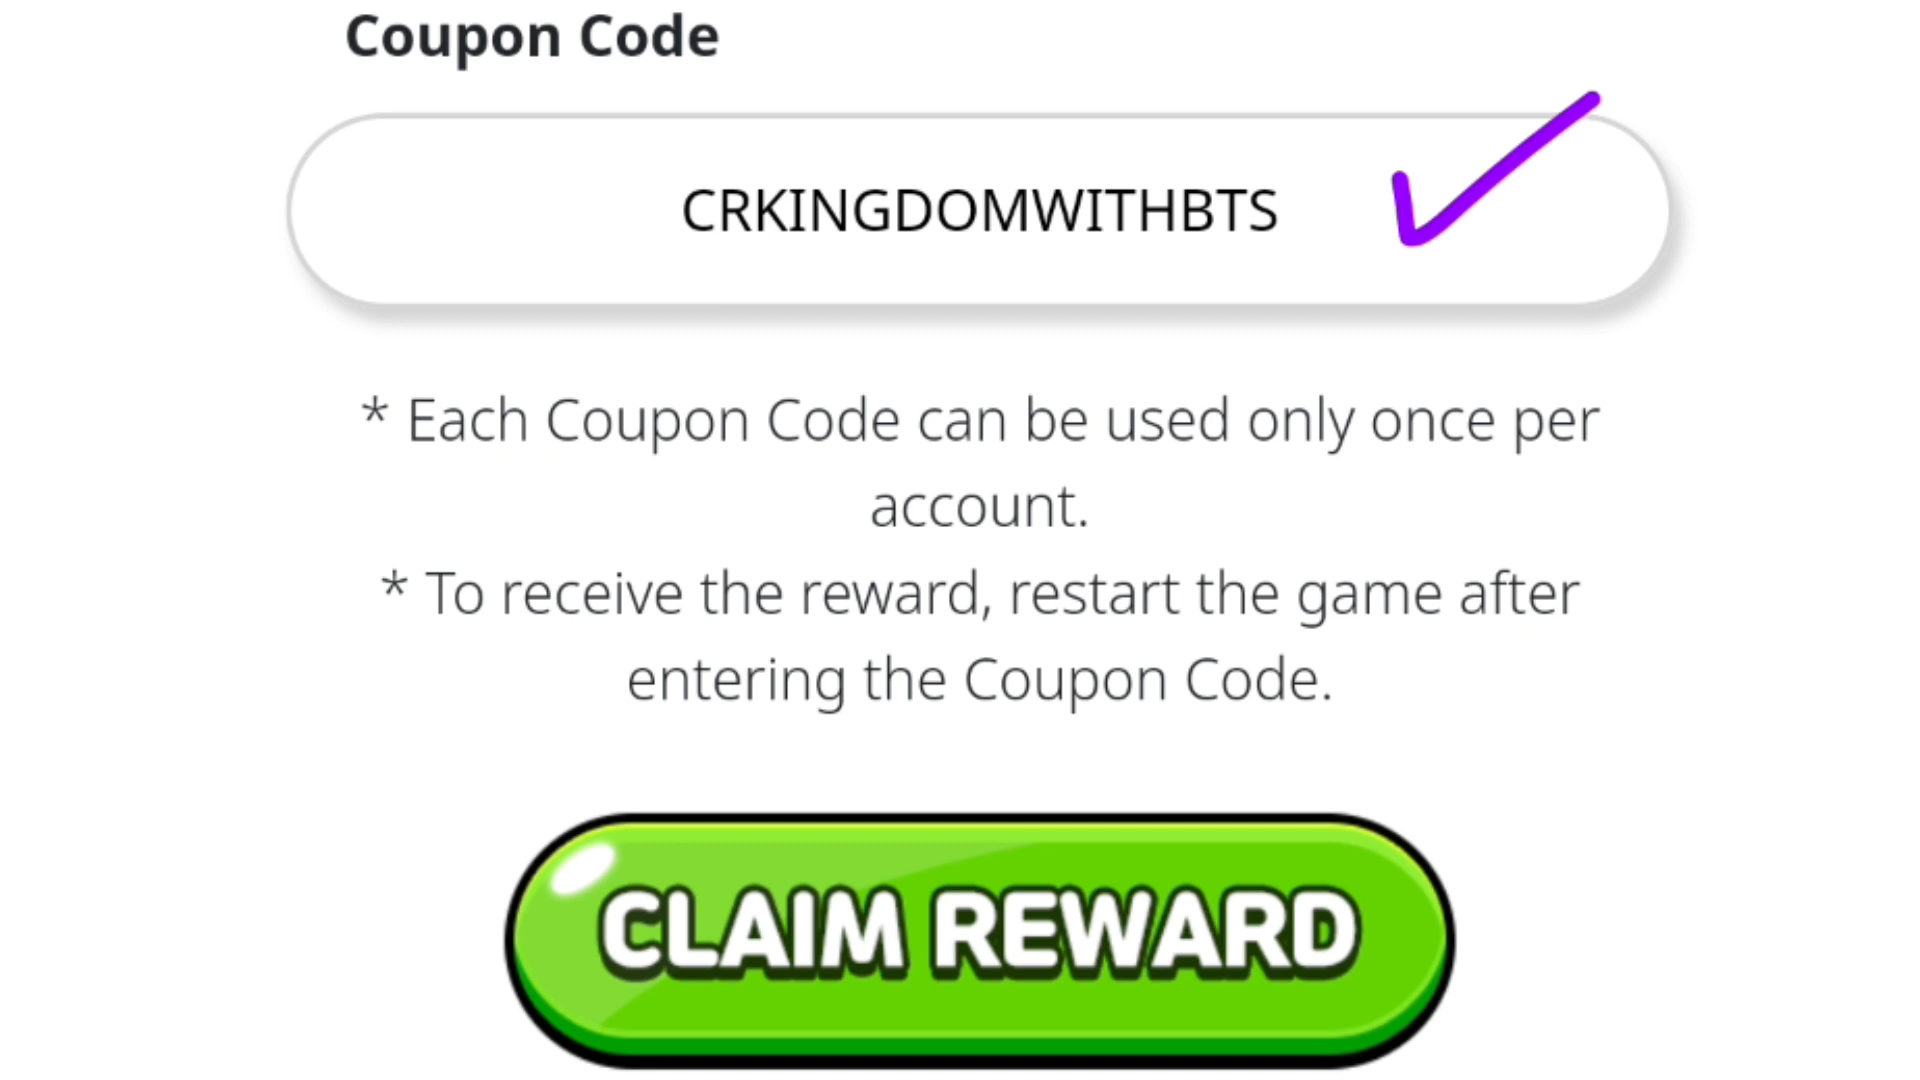 Coupon Code
CRKINGDOMWITHBTS
* Each Coupon Code can be used only once per
account.
* To receive the reward, restart the game after
entering the Coupon Code.
CLAIM REWARD